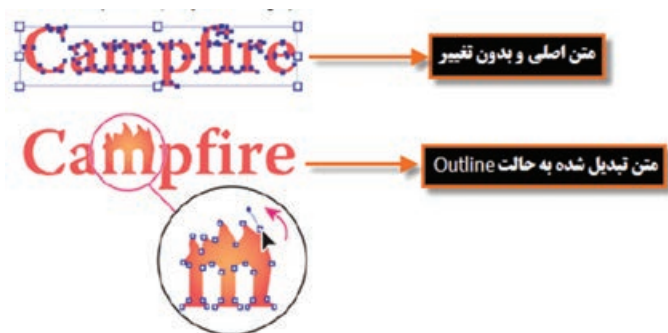 Campfire
متن اصلی و بدون تغییر
Campfire
متن تبدیل شده به حالت Outline
m